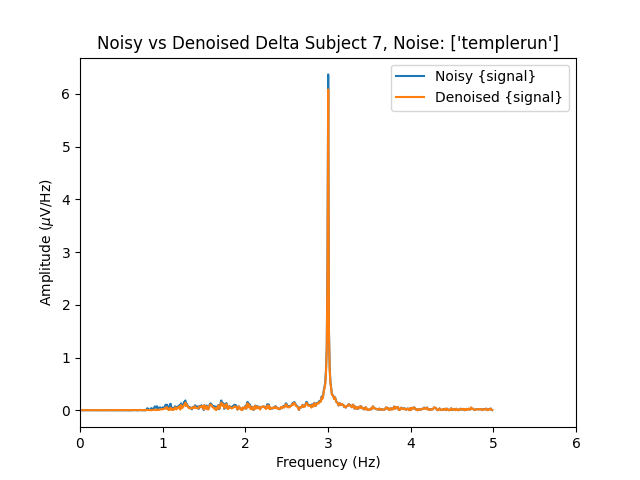 Noisy vs Denoised Delta Subject 7, Noise: ['templerun']
Noisy {signal}
Denoised {signal}
Amplitude (μV/Hz)
6
5
4
3
2
1
0
0 1 2 3 4 5 6
Frequency (Hz)